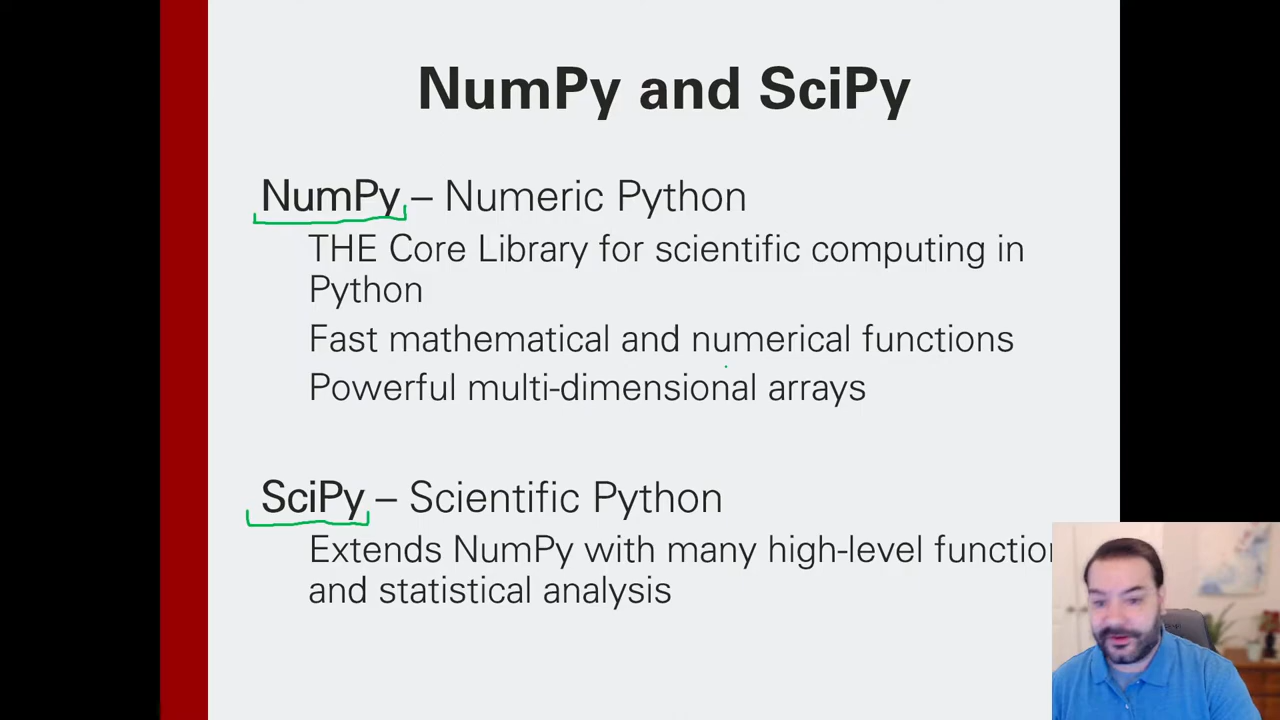 NumPy and SciPy
NumPy – Numeric Python
THE Core Library for scientific computing in
Python
Fast mathematical and numerical functions
Powerful multi-dimensional arrays
SciPy – Scientific Python
Extends NumPy with many high-level
and statistical analysis